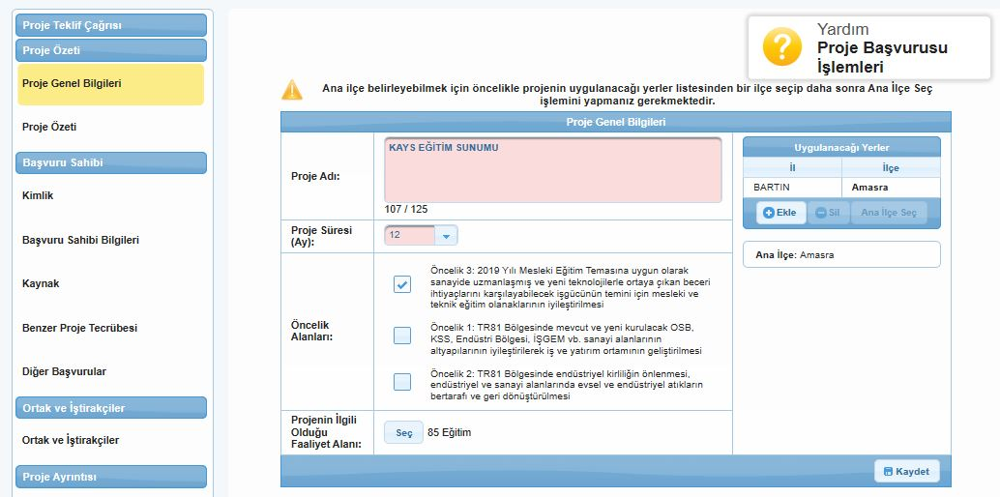 Proje Teklif Çağrısı
Proje Özeti
Proje Genel Bilgileri
Proje Özeti
Başvuru Sahibi
Kimlik
Başvuru Sahibi Bilgileri
Kaynak
Benzer Proje Tecrübesi
Diğer Başvurular
Ortak ve İştirakçiler
Ortak ve İştirakçiler
Proje Ayrıntısı
Yardım
Proje Başvurusu
İşlemleri
Ana ilçe belirleyebilmek için öncelikle projenin uygulanacağı yerler listesinden bir ilçe seçip daha sonra Ana İlçe Seç
işlemini yapmanız gerekmektedir.
Proje Genel Bilgileri
Proje Adı:
KAYS EĞİTİM SUNUMU
107 / 125
Proje Süresi
(Ay):
12
Öncelik
Alanları:
Öncelik 3: 2019 Yılı Mesleki Eğitim Temasına uygun olarak
sanayide uzmanlaşmış ve yeni teknolojilerle ortaya çıkan beceri
ihtiyaçlarını karşılayabilecek işgücünün temini için mesleki ve
teknik eğitim olanaklarının iyileştirilmesi
Öncelik 1: TR81 Bölgesinde mevcut ve yeni kurulacak OSB,
KSS, Endüstri Bölgesi, İŞGEM vb. sanayi alanlarının
altyapılarının iyileştirilerek iş ve yatırım ortamının geliştirilmesi
Öncelik 2: TR81 Bölgesinde endüstriyel kirliliğin önlenmesi,
endüstriyel ve sanayi alanlarında evsel ve endüstriyel atıkların
bertarafı ve geri dönüştürülmesi
Projenin İlgili
Olduğu
Faaliyet Alanı:
Seç 85 Eğitim
Uygulanacağı Yerler
İl İlçe
BARTIN Amasra
Ekle Sil Ana İlçe Seç
Ana İlçe: Amasra
Kaydet